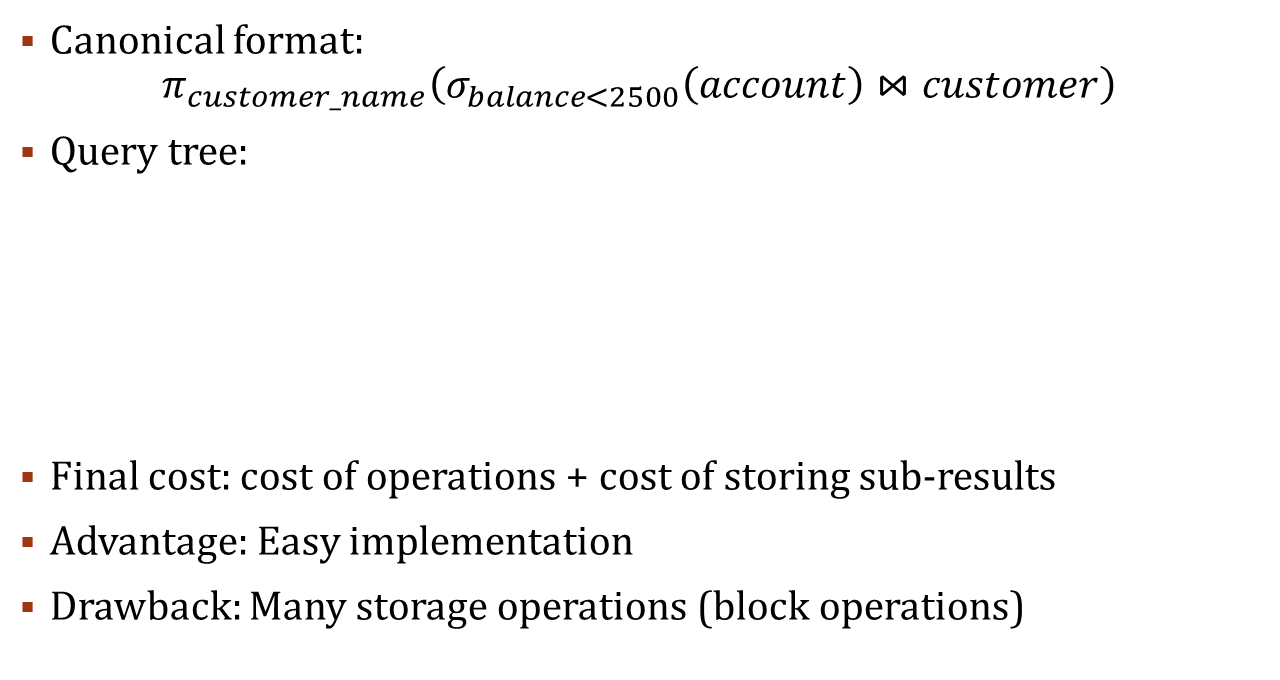 ▪ Canonical format:
π_customer_name(σ_balance<2500(account) ⋈ customer)
▪ Query tree:
▪ Final cost: cost of operations + cost of storing sub-results
▪ Advantage: Easy implementation
▪ Drawback: Many storage operations (block operations)